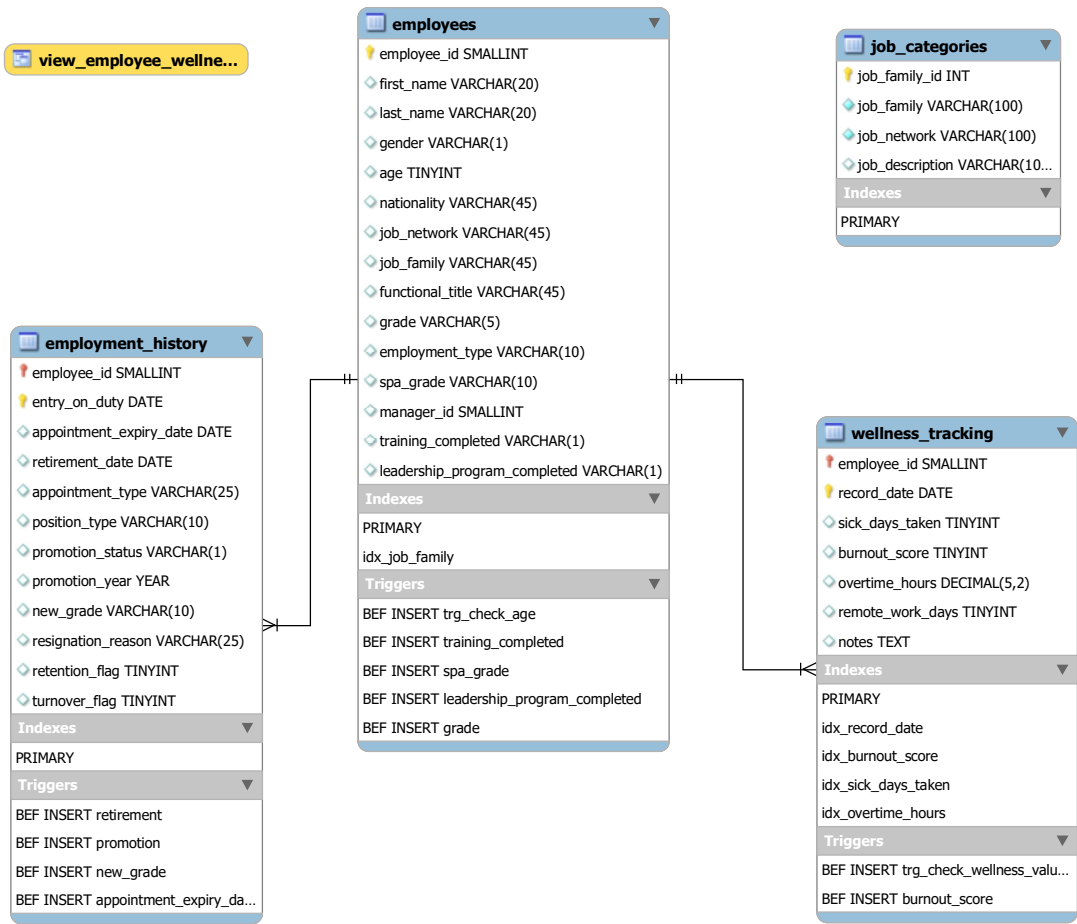 view_employee_wellne...
employees
employee_id SMALLINT
first_name VARCHAR(20)
last_name VARCHAR(20)
gender VARCHAR(1)
age TINYINT
nationality VARCHAR(45)
job_network VARCHAR(45)
job_family VARCHAR(45)
functional_title VARCHAR(45)
grade VARCHAR(5)
employment_type VARCHAR(10)
spa_grade VARCHAR(10)
manager_id SMALLINT
training_completed VARCHAR(1)
leadership_program_completed VARCHAR(1)
Indexes
PRIMARY
idx_job_family
Triggers
BEF INSERT trg_check_age
BEF INSERT training_completed
BEF INSERT spa_grade
BEF INSERT leadership_program_completed
BEF INSERT grade
job_categories
job_family_id INT
job_family VARCHAR(100)
job_network VARCHAR(100)
job_description VARCHAR(10...
Indexes
PRIMARY
employment_history
employee_id SMALLINT
entry_on_duty DATE
appointment_expiry_date DATE
retirement_date DATE
appointment_type VARCHAR(25)
position_type VARCHAR(10)
promotion_status VARCHAR(1)
promotion_year YEAR
new_grade VARCHAR(10)
resignation_reason VARCHAR(25)
retention_flag TINYINT
turnover_flag TINYINT
Indexes
PRIMARY
Triggers
BEF INSERT retirement
BEF INSERT promotion
BEF INSERT new_grade
BEF INSERT appointment_expiry_da...
wellness_tracking
employee_id SMALLINT
record_date DATE
sick_days_taken TINYINT
burnout_score TINYINT
overtime_hours DECIMAL(5,2)
remote_work_days TINYINT
notes TEXT
Indexes
PRIMARY
idx_record_date
idx_burnout_score
idx_sick_days_taken
idx_overtime_hours
Triggers
BEF INSERT trg_check_wellness_valu...
BEF INSERT burnout_score